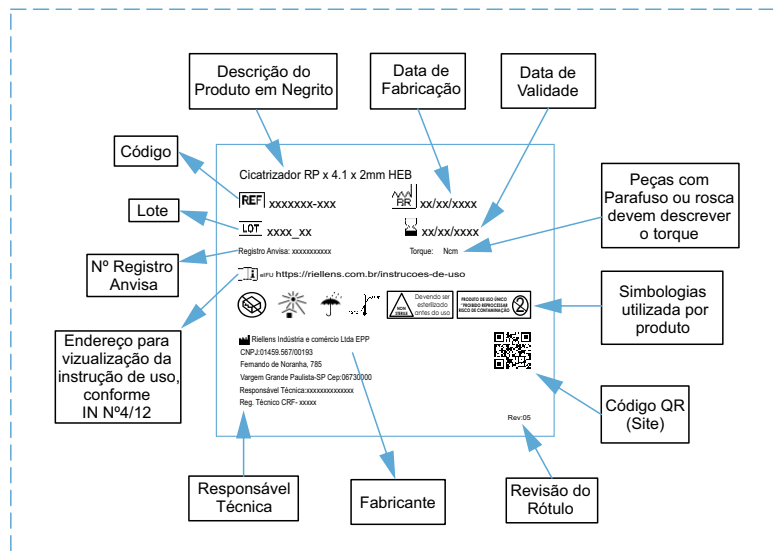 Descrição do
Produto em Negrito
Data de
Fabricação
Data de
Validade
Código
Lote
Nº Registro
Anvisa
Endereço para
vizualização da
instrução de uso,
conforme
IN Nº4/12
Cicatrizador RP x 4.1 x 2mm HEB
REF xxxxxxx-xxx
xx/xx/xxxx
LOT xxxx_xx
xx/xx/xxxx
Registro Anvisa: xxxxxxxxxxx
Torque: Ncm
eIFU https://riellens.com.br/instrucoes-de-uso
NON
STERILE
Devendo ser
esterilizado
antes do uso
PRODUTO DE USO ÚNICO
"PROIBIDO REPROCESSAR"
RISCO DE CONTAMINAÇÃO
2
Riellens Indústria e comércio Ltda EPP
CNPJ:01459.567/00193
Fernando de Noranha, 785
Vargem Grande Paulista-SP Cep:06730000
Responsável Técnica:xxxxxxxxxxxxxx
Reg. Técnico CRF- xxxxx
Rev:05
Peças com
Parafuso ou rosca
devem descrever
o torque
Simbologias
utilizada por
produto
Código QR
(Site)
Responsável
Técnica
Fabricante
Revisão do
Rótulo